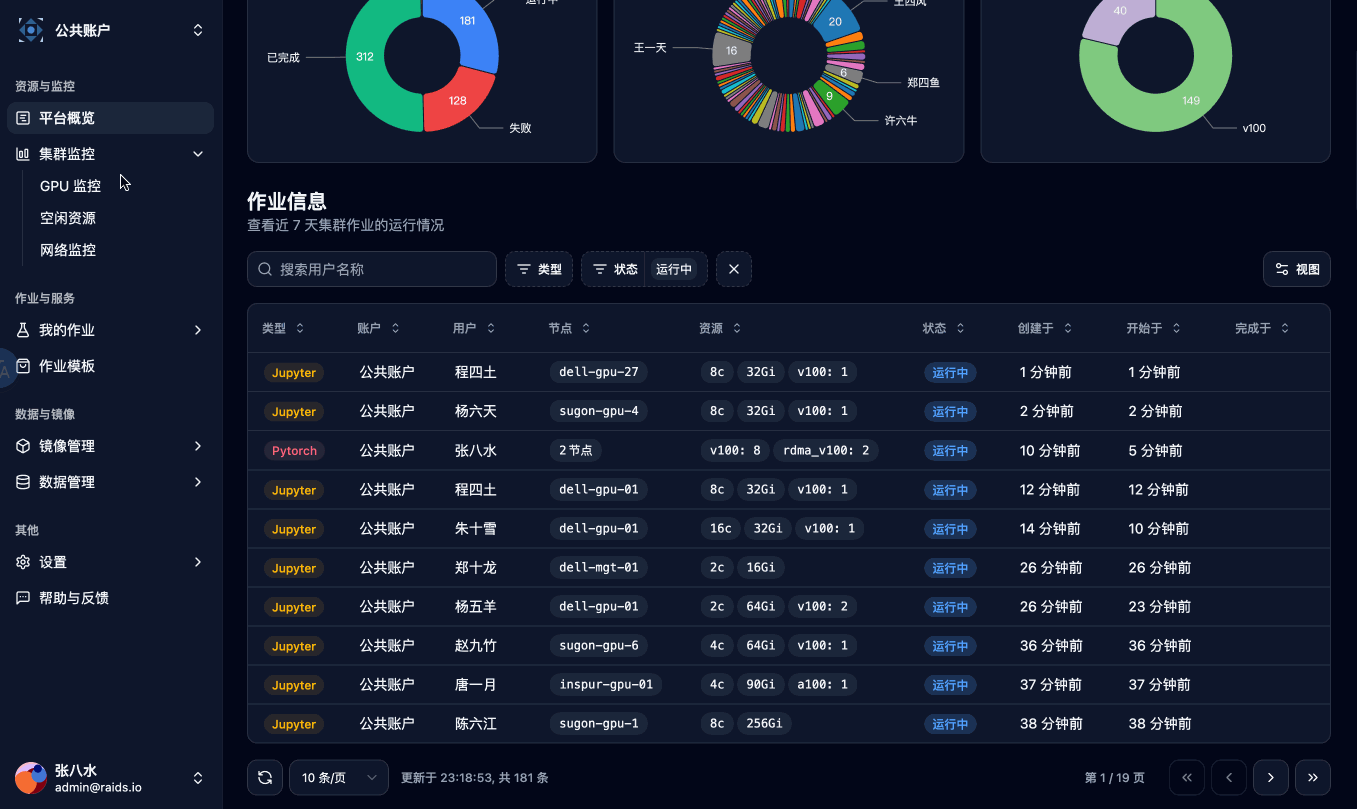 公共账户
资源与监控
平台概览
集群监控
GPU 监控
空闲资源
网络监控
作业与服务
我的作业
作业模板
数据与镜像
镜像管理
数据管理
其他
设置
帮助与反馈
张八水
admin@raids.io
运行中
181
已完成
312
128
失败
王四风
20
王一天
16
6
郑四鱼
9
许六牛
40
149
v100
作业信息
查看近 7 天集群作业的运行情况
搜索用户名称 类型 状态 运行中 视图
类型 账户 用户 节点 资源 状态 创建于 开始于 完成于
Jupyter 公共账户 程四土 dell-gpu-27 8c 32Gi v100: 1 运行中 1 分钟前 1 分钟前
Jupyter 公共账户 杨六天 sugon-gpu-4 8c 32Gi v100: 1 运行中 2 分钟前 2 分钟前
Pytorch 公共账户 张八水 2 节点 v100: 8 rdma_v100: 2 运行中 10 分钟前 5 分钟前
Jupyter 公共账户 程四土 dell-gpu-01 8c 32Gi v100: 1 运行中 12 分钟前 12 分钟前
Jupyter 公共账户 朱十雪 dell-gpu-01 16c 32Gi v100: 1 运行中 14 分钟前 10 分钟前
Jupyter 公共账户 郑十龙 dell-mgt-01 2c 16Gi 运行中 26 分钟前 26 分钟前
Jupyter 公共账户 杨五羊 dell-gpu-01 2c 64Gi v100: 2 运行中 26 分钟前 23 分钟前
Jupyter 公共账户 赵九竹 sugon-gpu-6 4c 64Gi v100: 1 运行中 36 分钟前 36 分钟前
Jupyter 公共账户 唐一月 inspur-gpu-01 4c 90Gi a100: 1 运行中 37 分钟前 37 分钟前
Jupyter 公共账户 陈六江 sugon-gpu-1 8c 256Gi 运行中 38 分钟前 38 分钟前
10 条/页 更新于 23:18:53, 共 181 条 第 1 / 19 页